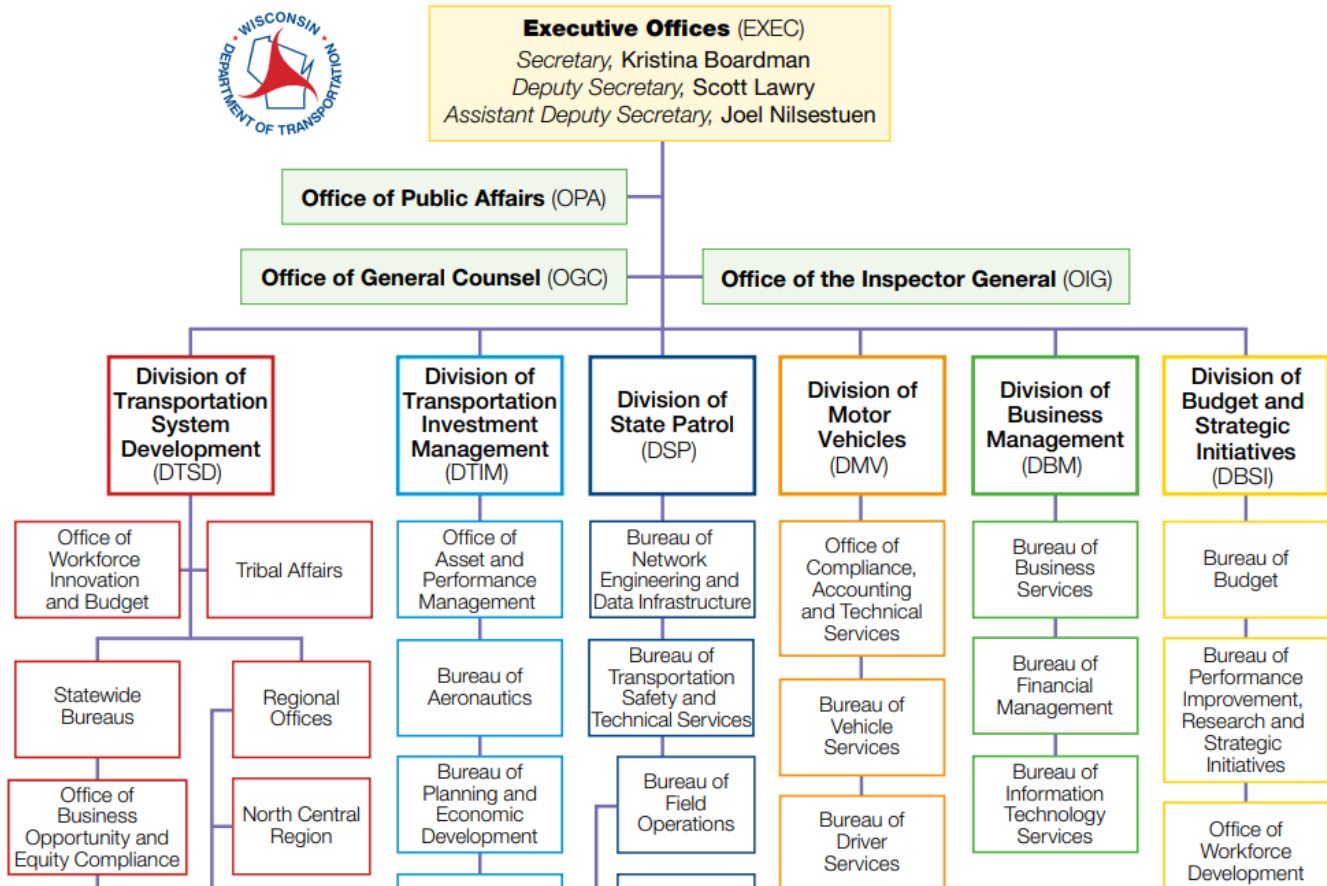 WISCONSIN
DEPARTMENT OF TRANSPORTATION
Executive Offices (EXEC)
Secretary, Kristina Boardman
Deputy Secretary, Scott Lawry
Assistant Deputy Secretary, Joel Nilsestuen
Office of Public Affairs (OPA)
Office of General Counsel (OGC)
Office of the Inspector General (OIG)
Division of
Transportation
System
Development
(DTSD)
Division of
Transportation
Investment
Management
(DTIM)
Division of
State Patrol
(DSP)
Division of
Motor
Vehicles
(DMV)
Division of
Business
Management
(DBM)
Division of
Budget and
Strategic
Initiatives
(DBSI)
Office of
Workforce
Innovation
and Budget
Tribal Affairs
Office of
Asset and
Performance
Management
Bureau of
Network
Engineering and
Data Infrastructure
Office of
Compliance,
Accounting
and Technical
Services
Bureau of
Business
Services
Bureau of
Budget
Statewide
Bureaus
Regional
Offices
Bureau of
Aeronautics
Bureau of
Transportation
Safety and
Technical Services
Bureau of
Vehicle
Services
Bureau of
Financial
Management
Bureau of
Performance
Improvement,
Research and
Strategic
Initiatives
Office of
Business
Opportunity and
Equity Compliance
North Central
Region
Bureau of
Planning and
Economic
Development
Bureau of
Field
Operations
Bureau of
Driver
Services
Bureau of
Information
Technology
Services
Office of
Workforce
Development